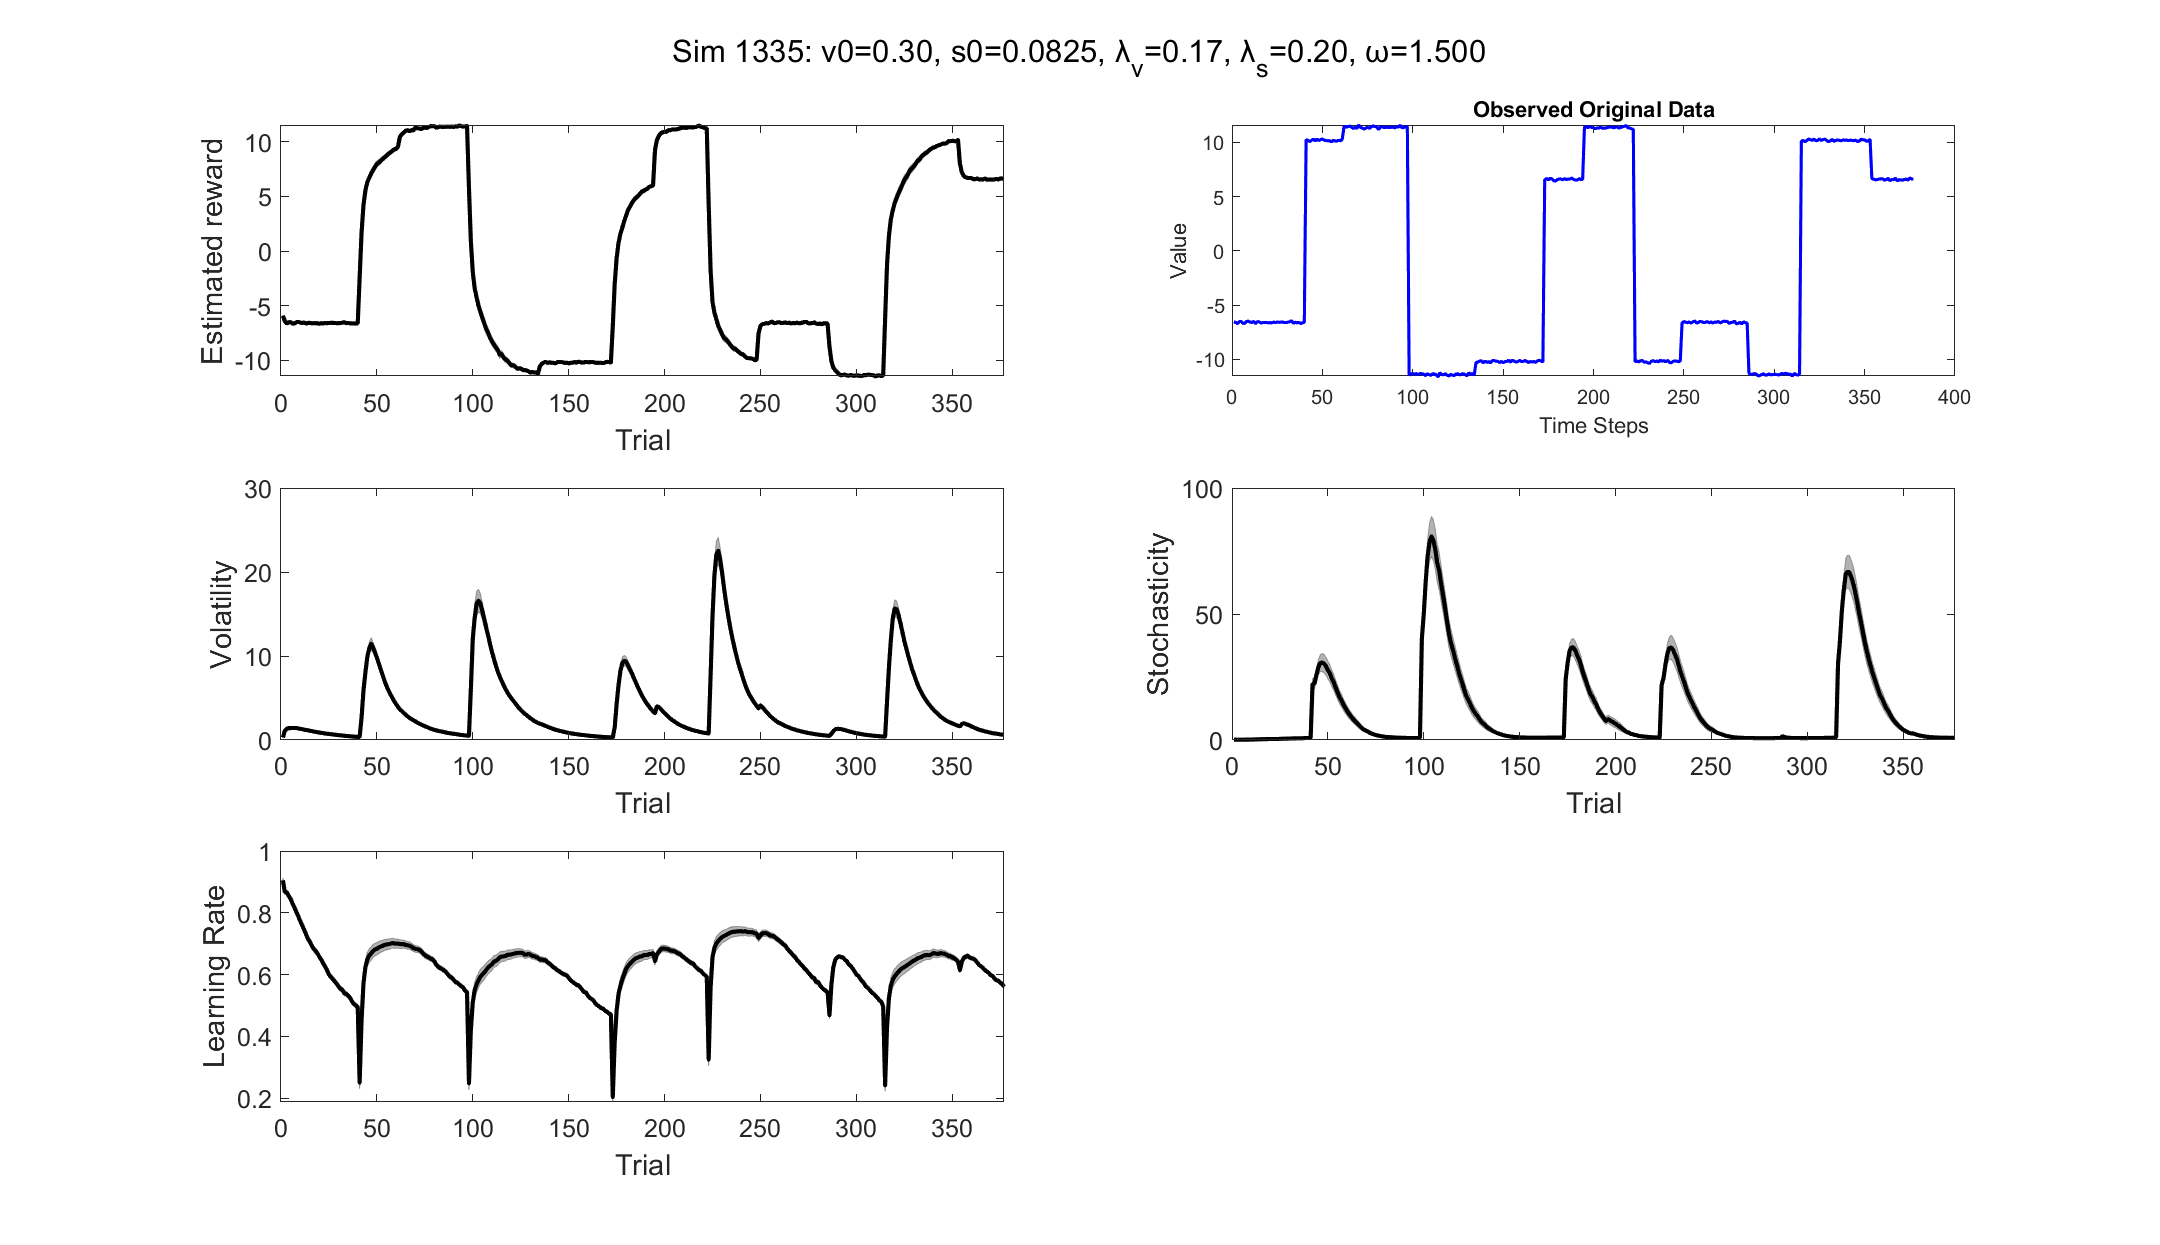 Sim 1335: v0=0.30, s0=0.0825, λ_v=0.17, λ_s=0.20, ω=1.500
Estimated reward
10
5
0
-5
-10
0 50 100 150 200 250 300 350
Trial
Observed Original Data
Value
10
5
0
-5
-10
0 50 100 150 200 250 300 350 400
Time Steps
Volatility
30
20
10
0
0 50 100 150 200 250 300 350
Trial
Stochasticity
100
50
0
0 50 100 150 200 250 300 350
Trial
Learning Rate
1
0.8
0.6
0.4
0.2
0 50 100 150 200 250 300 350
Trial